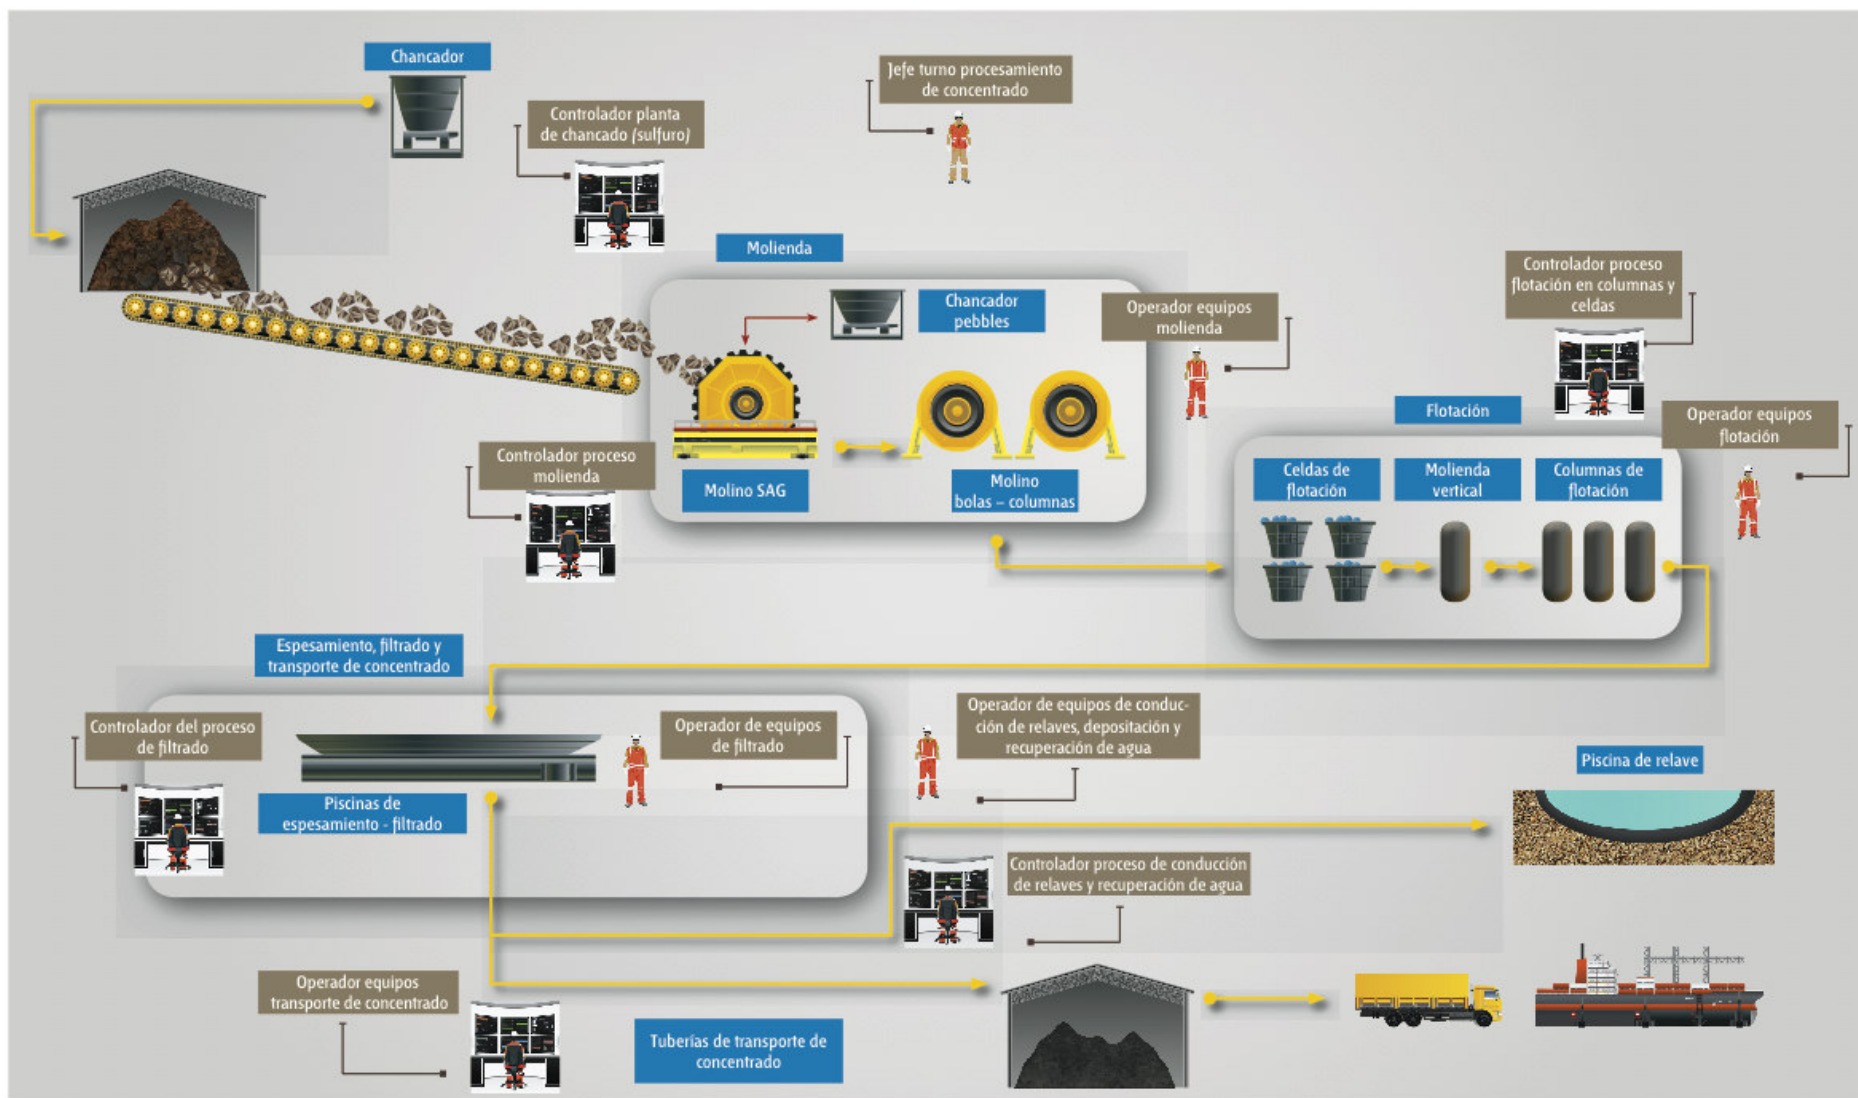 Chancador
Jefe turno procesamiento
de concentrado
Controlador planta
de chancado (sulfuro)
Molienda
Controlador proceso
flotación en columnas y
celdas
Chancador
pebbles
Operador equipos
molienda
Flotación
Operador equipos
flotación
Controlador proceso
molienda
Molino SAG
Molino
bolas – columnas
Celdas de
flotación
Molienda
vertical
Columnas de
flotación
Espesamiento, filtrado y
transporte de concentrado
Controlador del proceso
de filtrado
Operador de equipos
de filtrado
Operador de equipos de conduc-
ción de relaves, depositación y
recuperación de agua
Piscina de relave
Piscinas de
espesamiento - filtrado
Controlador proceso de conducción
de relaves y recuperación de agua
Operador equipos
transporte de concentrado
Tuberías de transporte de
concentrado